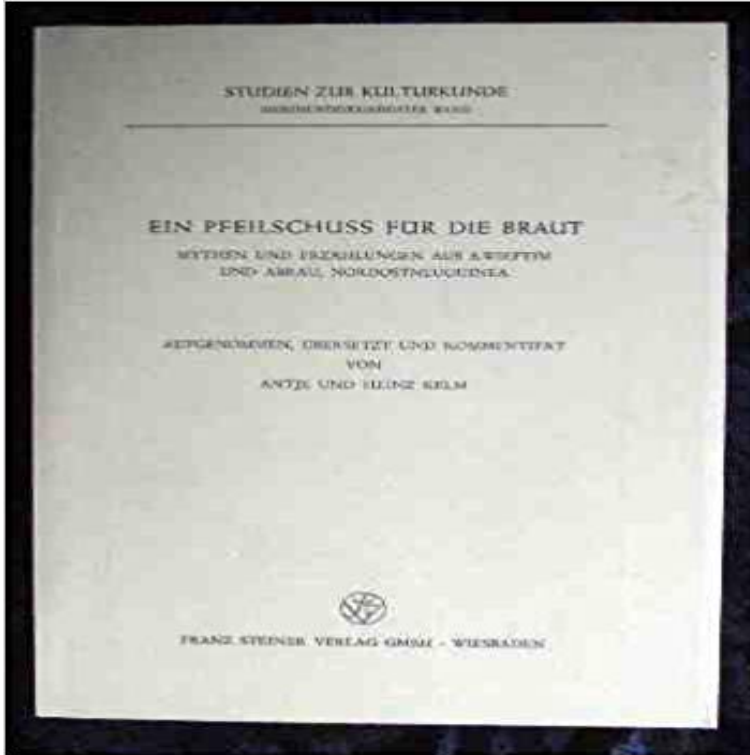 STUDIEN ZUR KULTURKUNDE
BAND
EIN PFEILSCHUSS FÜR DIE BRAUT
MYTHEN UND ERZÄHLUNGEN AUS KWIEFTIM
UND ABRAU, NORDOSTNEUGUINEA
AUFGENOMMEN, ÜBERSETZT UND KOMMENTIERT
VON
ANTJE UND HEINZ KELM
FRANZ STEINER VERLAG GMBH - WIESBADEN